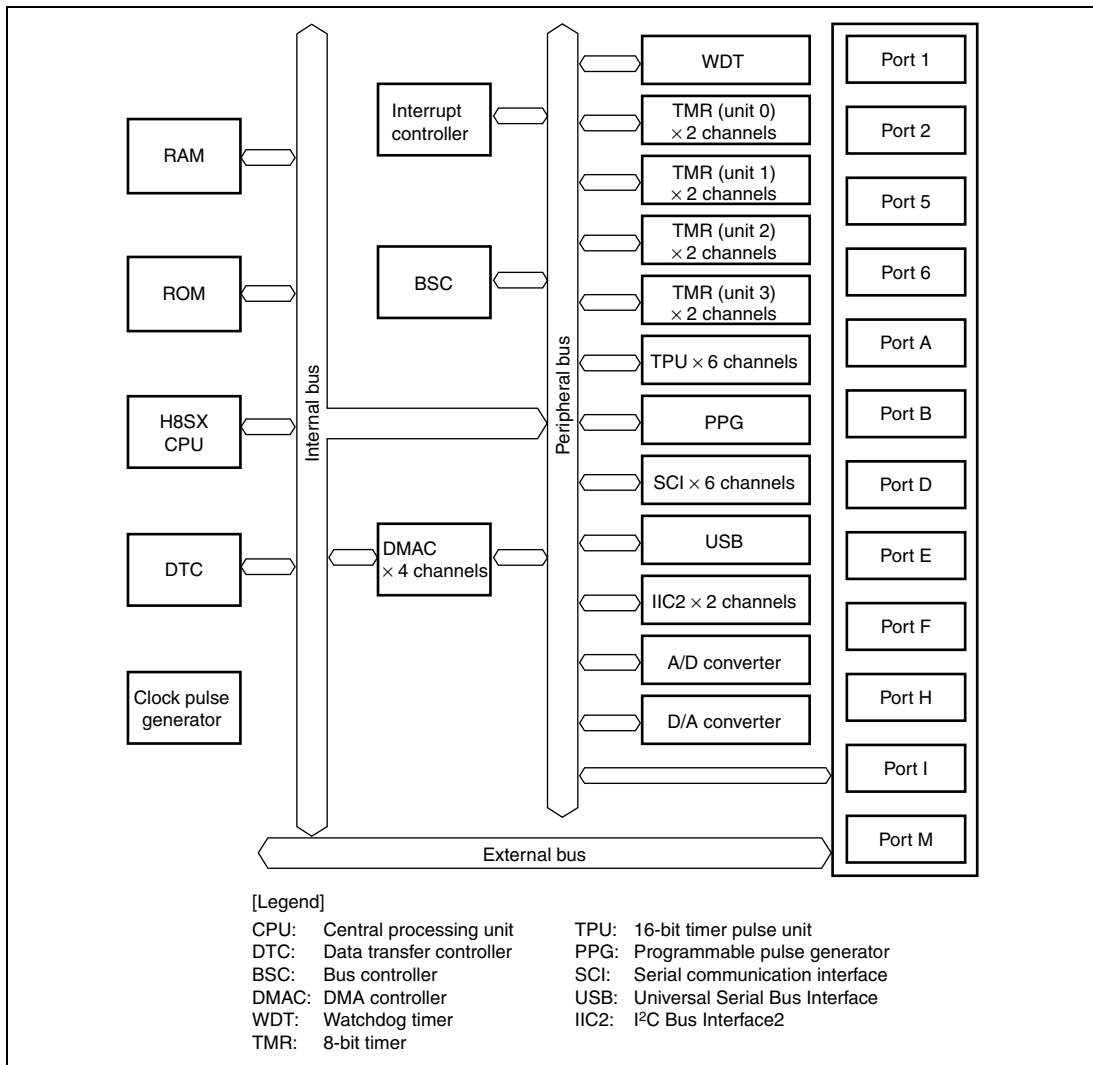 RAM
ROM
H8SX
CPU
DTC
Clock pulse
generator
Internal bus
Interrupt
controller
BSC
DMAC
× 4 channels
Peripheral bus
WDT
TMR (unit 0)
× 2 channels
TMR (unit 1)
× 2 channels
TMR (unit 2)
× 2 channels
TMR (unit 3)
× 2 channels
TPU × 6 channels
PPG
SCI × 6 channels
USB
IIC2 × 2 channels
A/D converter
D/A converter
Port 1
Port 2
Port 5
Port 6
Port A
Port B
Port D
Port E
Port F
Port H
Port I
Port M
External bus
[Legend]
CPU: Central processing unit
DTC: Data transfer controller
BSC: Bus controller
DMAC: DMA controller
WDT: Watchdog timer
TMR: 8-bit timer
TPU: 16-bit timer pulse unit
PPG: Programmable pulse generator
SCI: Serial communication interface
USB: Universal Serial Bus Interface
IIC2: I²C Bus Interface2